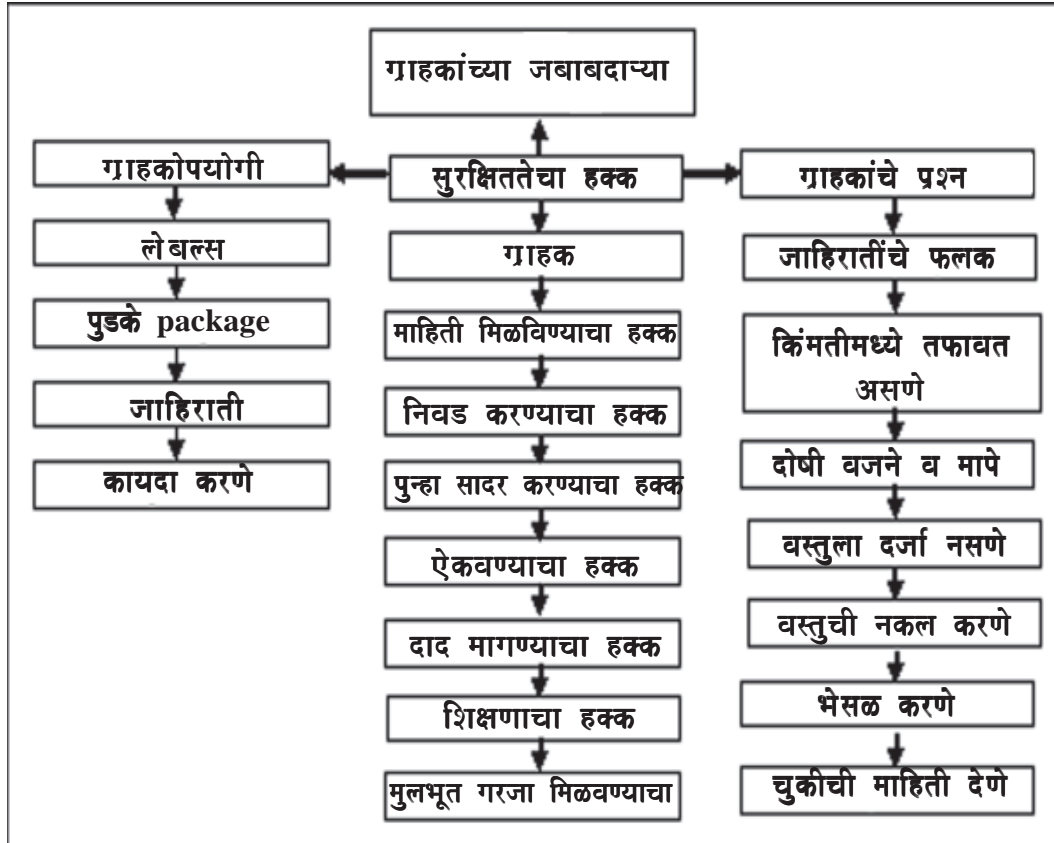 ग्राहकांच्या जबाबदाऱ्या
ग्राहकोपयोगी
लेबल्स
पुडके package
जाहिराती
कायदा करणे
सुरक्षिततेचा हक्क
ग्राहक
माहिती मिळविण्याचा हक्क
निवड करण्याचा हक्क
पुन्हा सादर करण्याचा हक्क
ऐकवण्याचा हक्क
दाद मागण्याचा हक्क
शिक्षणाचा हक्क
मुलभूत गरजा मिळवण्याचा
ग्राहकांचे प्रश्न
जाहिरातींचे फलक
किंमतीमध्ये तफावत
असणे
दोषी वजने व मापे
वस्तुला दर्जा नसणे
वस्तुची नकल करणे
भेसळ करणे
चुकीची माहिती देणे